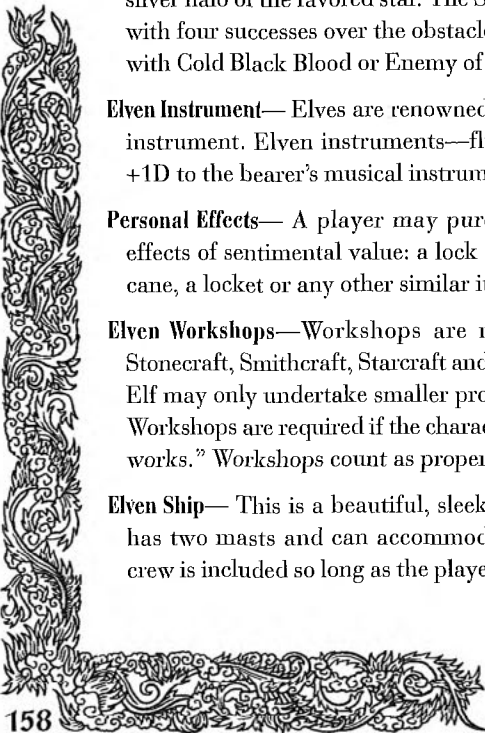 silver halo of the favored star. The S
with four successes over the obstacle
with Cold Black Blood or Enemy of
Elven Instrument— Elves are renowned
instrument. Elven instruments—fl
+1D to the bearer's musical instrum
Personal Effects— A player may pur
effects of sentimental value: a lock
cane, a locket or any other similar i
Elven Workshops—Workshops are
Stonecraft, Smithcraft, Starcraft and
Elf may only undertake smaller pro
Workshops are required if the charac
works." Workshops count as proper
Elven Ship— This is a beautiful, sleek
has two masts and can accommod
crew is included so long as the playe
158